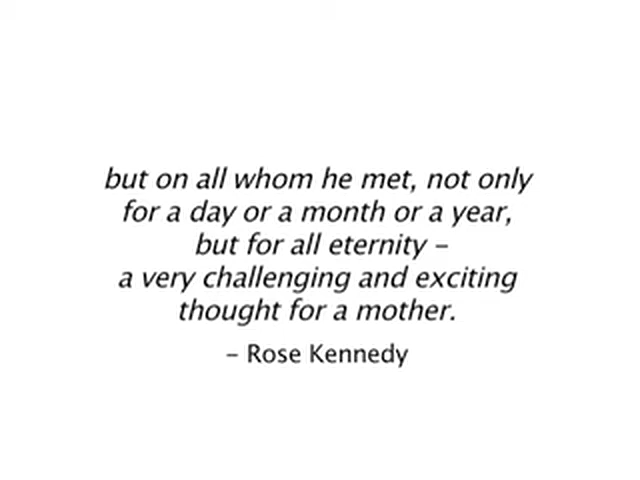 but on all whom he met, not only
for a day or a month or a year,
but for all eternity –
a very challenging and exciting
thought for a mother.
– Rose Kennedy